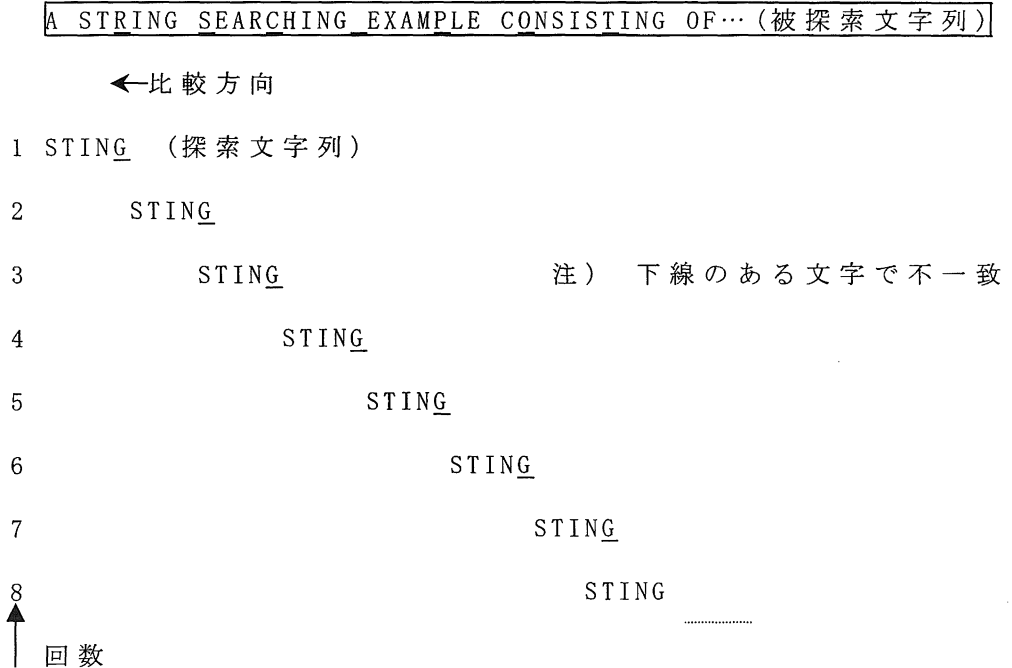 A STRING SEARCHING EXAMPLE CONSISTING OF…(被探索文字列)
←比較方向
1 STING (探索文字列)
2 STING
3 STING 注) 下線のある文字で不一致
4 STING
5 STING
6 STING
7 STING
8 STING
回数